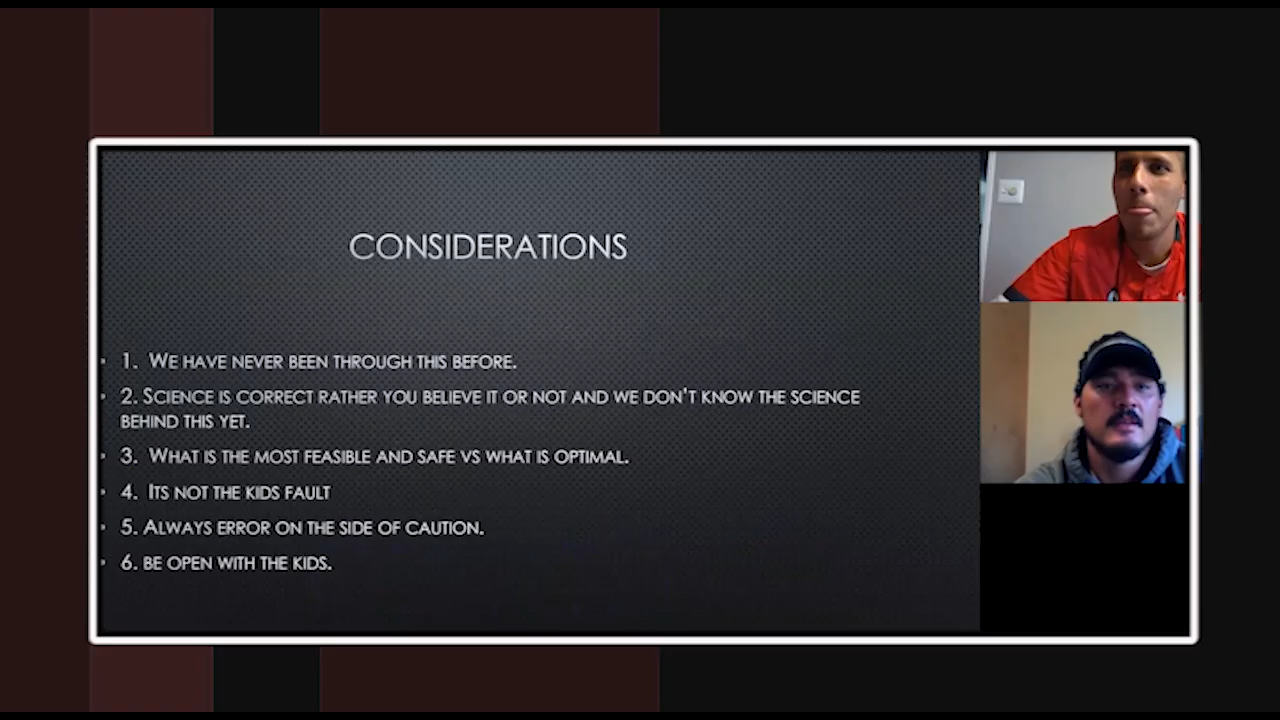 CONSIDERATIONS
• 1. WE HAVE NEVER BEEN THROUGH THIS BEFORE.
• 2. SCIENCE IS CORRECT RATHER YOU BELIEVE IT OR NOT AND WE DON'T KNOW THE SCIENCE
BEHIND THIS YET.
• 3. WHAT IS THE MOST FEASIBLE AND SAFE VS WHAT IS OPTIMAL.
• 4. ITS NOT THE KIDS FAULT
• 5. ALWAYS ERROR ON THE SIDE OF CAUTION.
• 6. BE OPEN WITH THE KIDS.